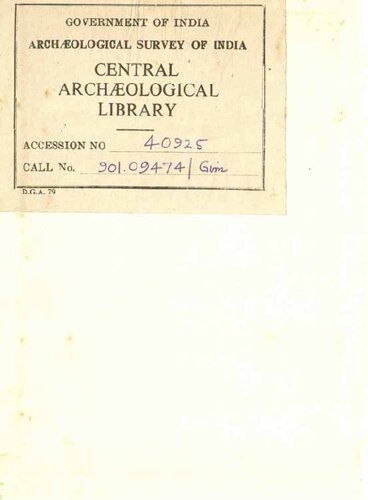 GOVERNMENT OF INDIA
ARCHÆOLOGICAL SURVEY OF INDIA
CENTRAL
ARCHÆOLOGICAL
LIBRARY
ACCESSION NO 40925
CALL No. 901.09474/Gim
D.G.A. 79